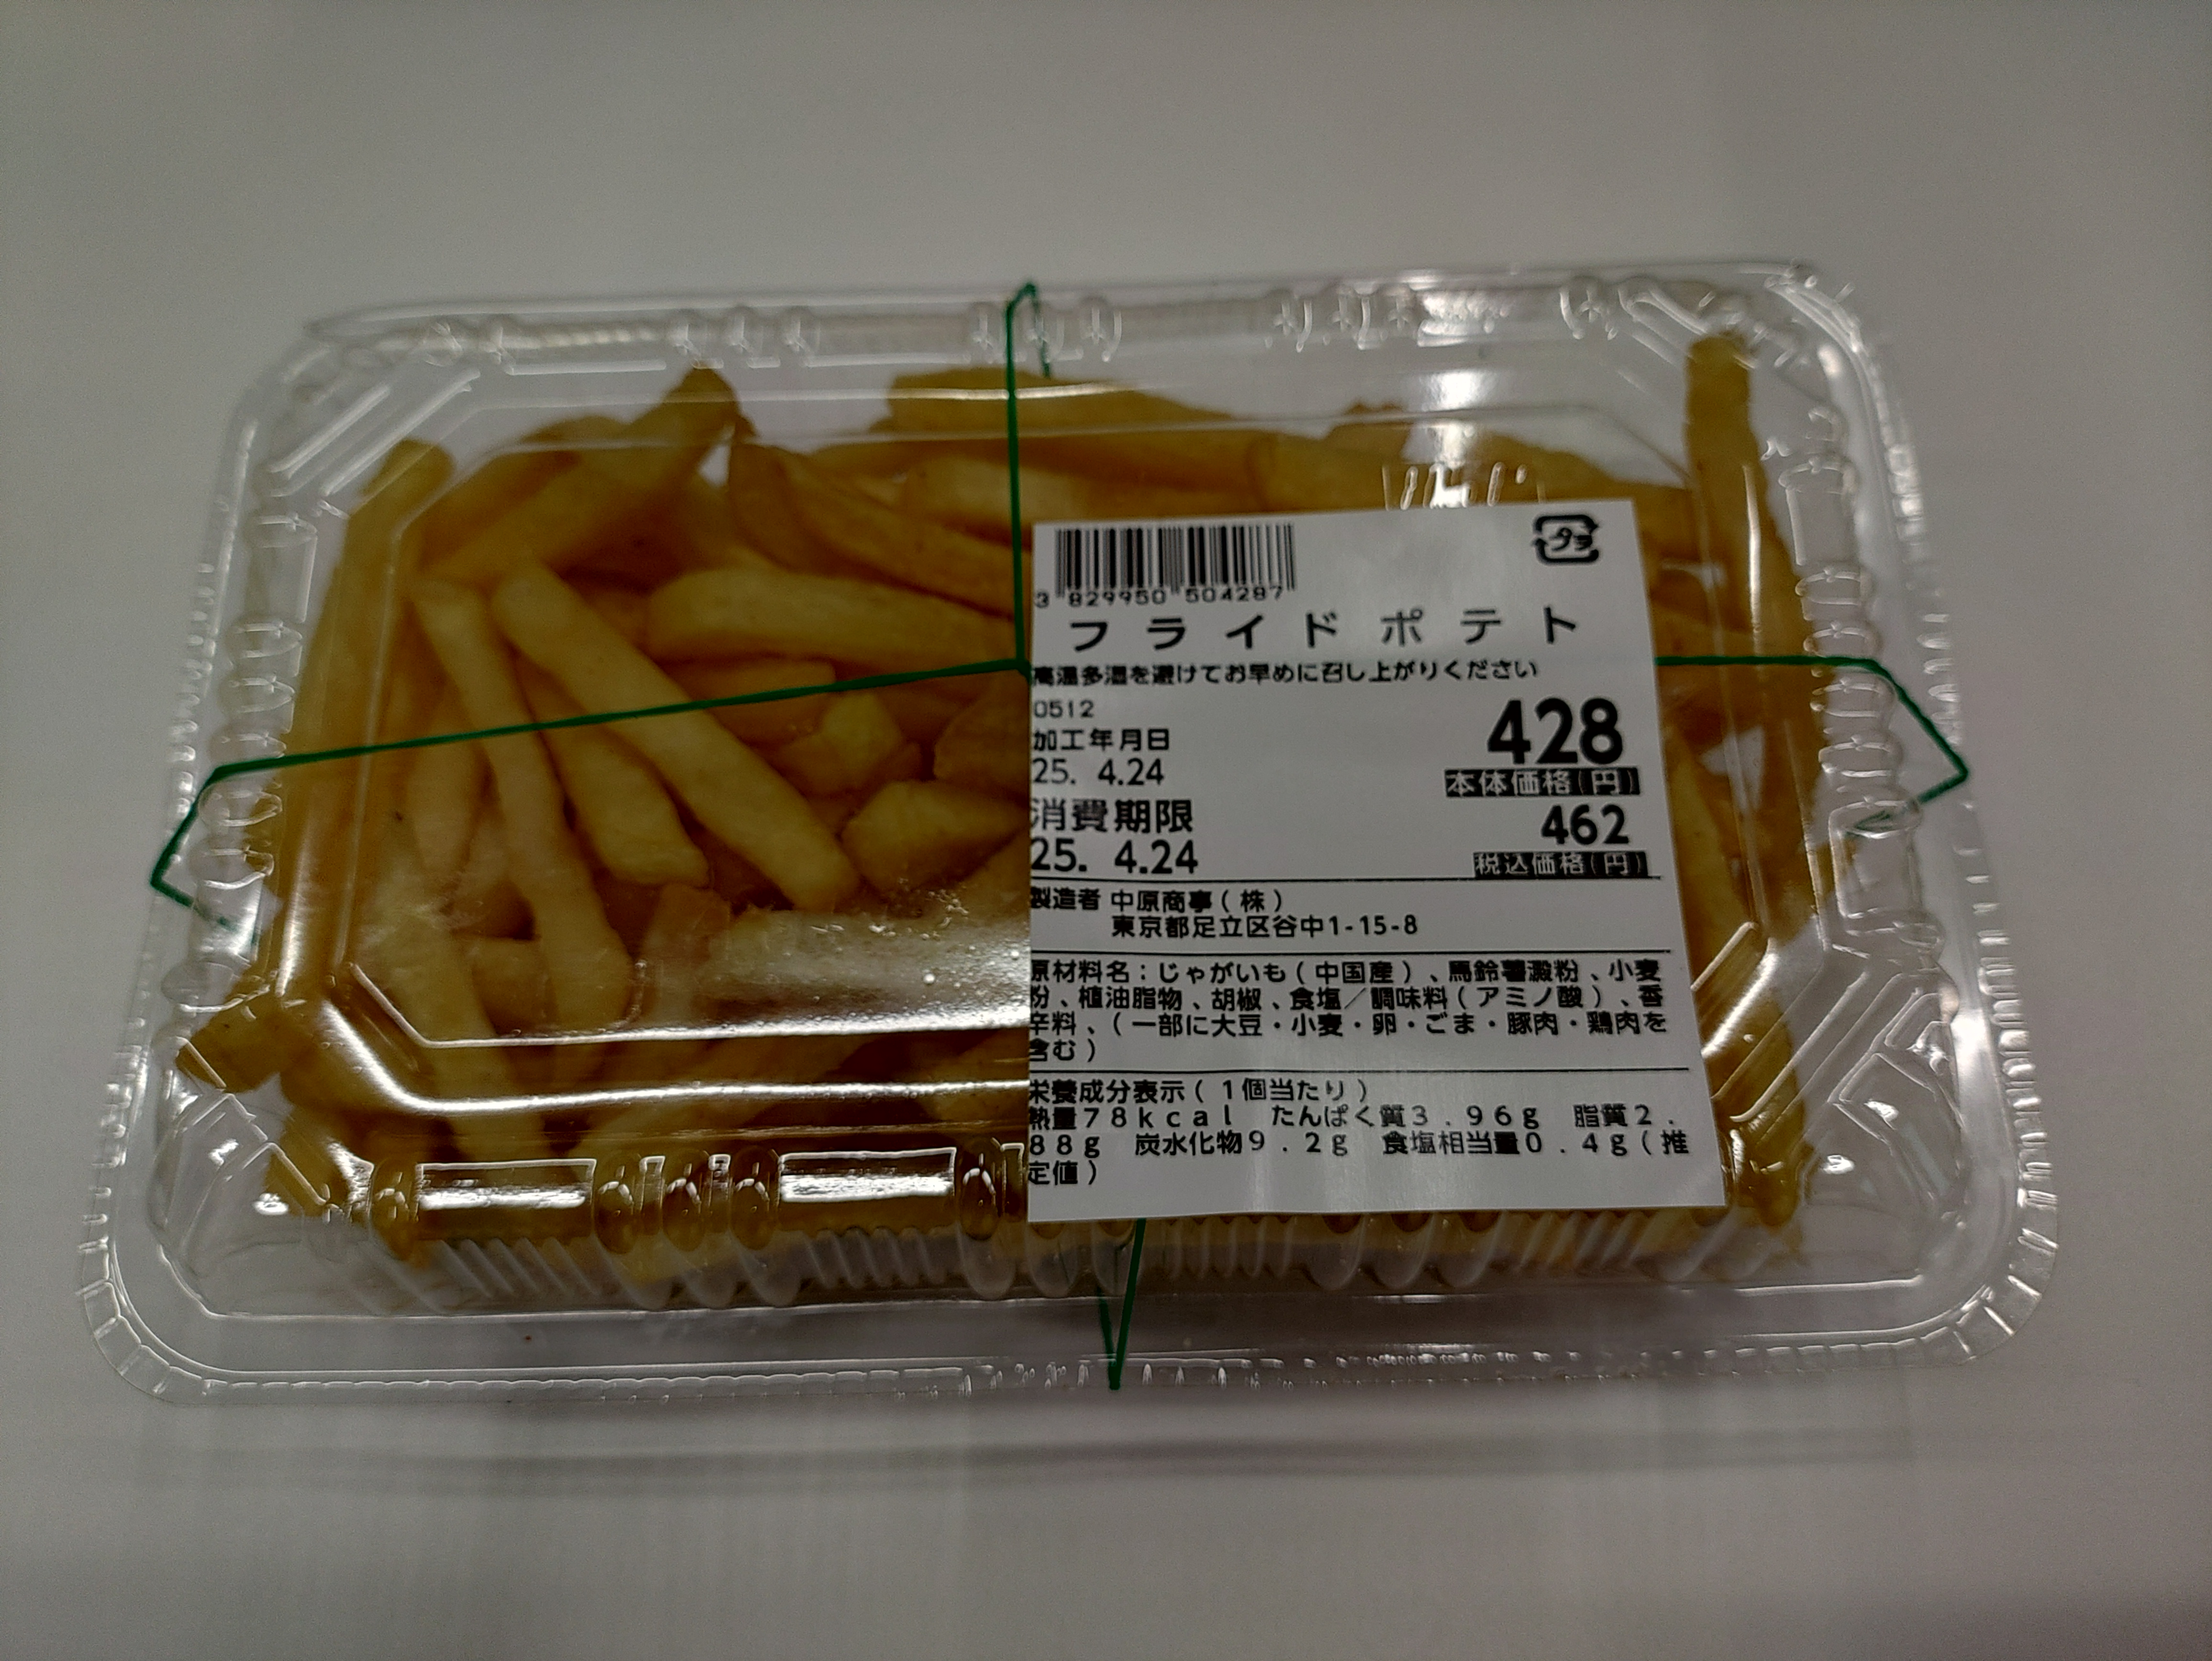 プラ
3 829950 504287
フライドポテト
高温多湿を避けてお早めに召し上がりください
0512
加工年月日
25. 4.24
428
本体価格(円)
消費期限
25. 4.24
462
税込価格(円)
製造者 中原商事(株)
東京都足立区谷中1-15-8
原材料名:じゃがいも(中国産)、馬鈴薯澱粉、小麦
粉、植油脂物、胡椒、食塩/調味料(アミノ酸)、香
辛料、(一部に大豆・小麦・卵・ごま・豚肉・鶏肉を
含む)
栄養成分表示(1個当たり)
熱量78kcal たんぱく質3.96g 脂質2.
88g 炭水化物9.2g 食塩相当量0.4g(推
定値)